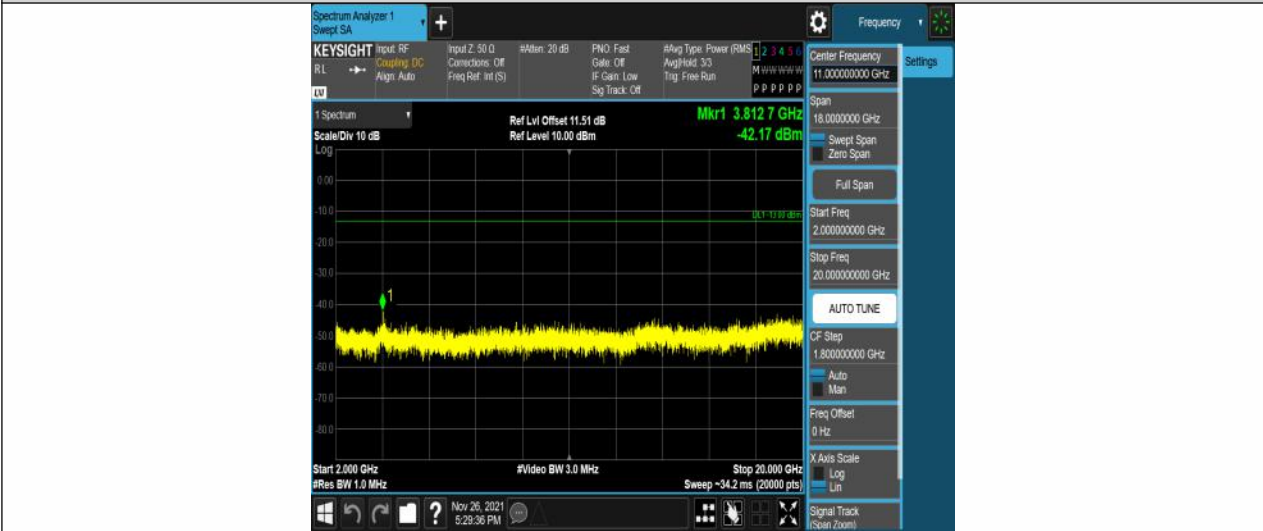 Spectrum Analyzer 1
Swept SA
+
Frequency
KEYSIGHT Input: RF
RL
Coupling: DC
Align: Auto
LV
Input Z: 50 Ω
Corrections: Off
Freq Ref: Int (S)
#Atten: 20 dB
PNO: Fast
Gate: Off
IF Gain: Low
Sig Track: Off
#Avg Type: Power (RMS
Avg|Hold: 3/3
Trig: Free Run
1 2 3 4 5 6
M W W W W W
P P P P P P
Center Frequency
11.000000000 GHz
Settings
1 Spectrum
Scale/Div 10 dB
Log
Ref Lvl Offset 11.51 dB
Ref Level 10.00 dBm
Mkr1 3.812 7 GHz
-42.17 dBm
Span
18.0000000 GHz
Swept Span
Zero Span
Full Span
0.00
-10.0
DL1 -13.00 dBm
-20.0
-30.0
-40.0
1
-50.0
-60.0
-70.0
-80.0
Start Freq
2.000000000 GHz
Stop Freq
20.000000000 GHz
AUTO TUNE
CF Step
1.800000000 GHz
Auto
Man
Freq Offset
0 Hz
X Axis Scale
Log
Lin
Signal Track
(Span Zoom)
Start 2.000 GHz
#Res BW 1.0 MHz
#Video BW 3.0 MHz
Stop 20.000 GHz
Sweep ~34.2 ms (20000 pts)
?
Nov 26, 2021
5:29:36 PM